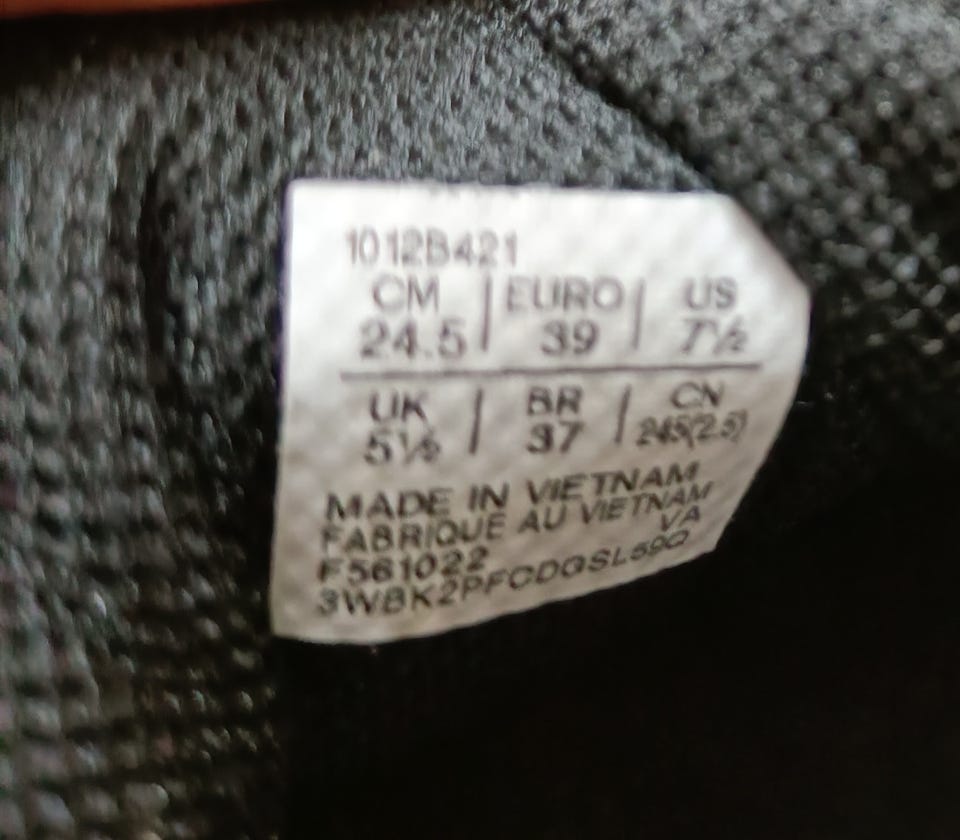 1012B421
CM | EURO | US
24.5 | 39 | 7½
UK | BR | CN
5½ | 37 | 245(2.5)
MADE IN VIETNAM
FABRIQUE AU VIETNAM
F561022 VA